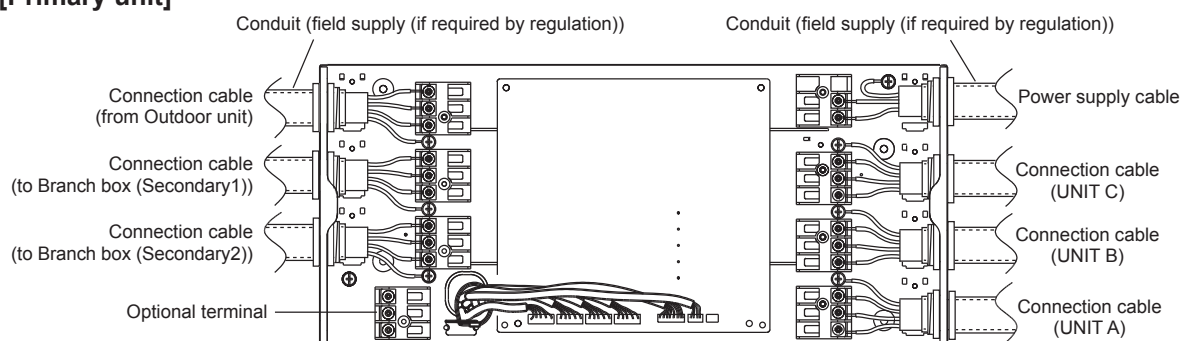 [Primary unit]
Conduit (field supply (if required by regulation))
Conduit (field supply (if required by regulation))
Connection cable
(from Outdoor unit)
Connection cable
(to Branch box (Secondary1))
Connection cable
(to Branch box (Secondary2))
Optional terminal
Power supply cable
Connection cable
(UNIT C)
Connection cable
(UNIT B)
Connection cable
(UNIT A)